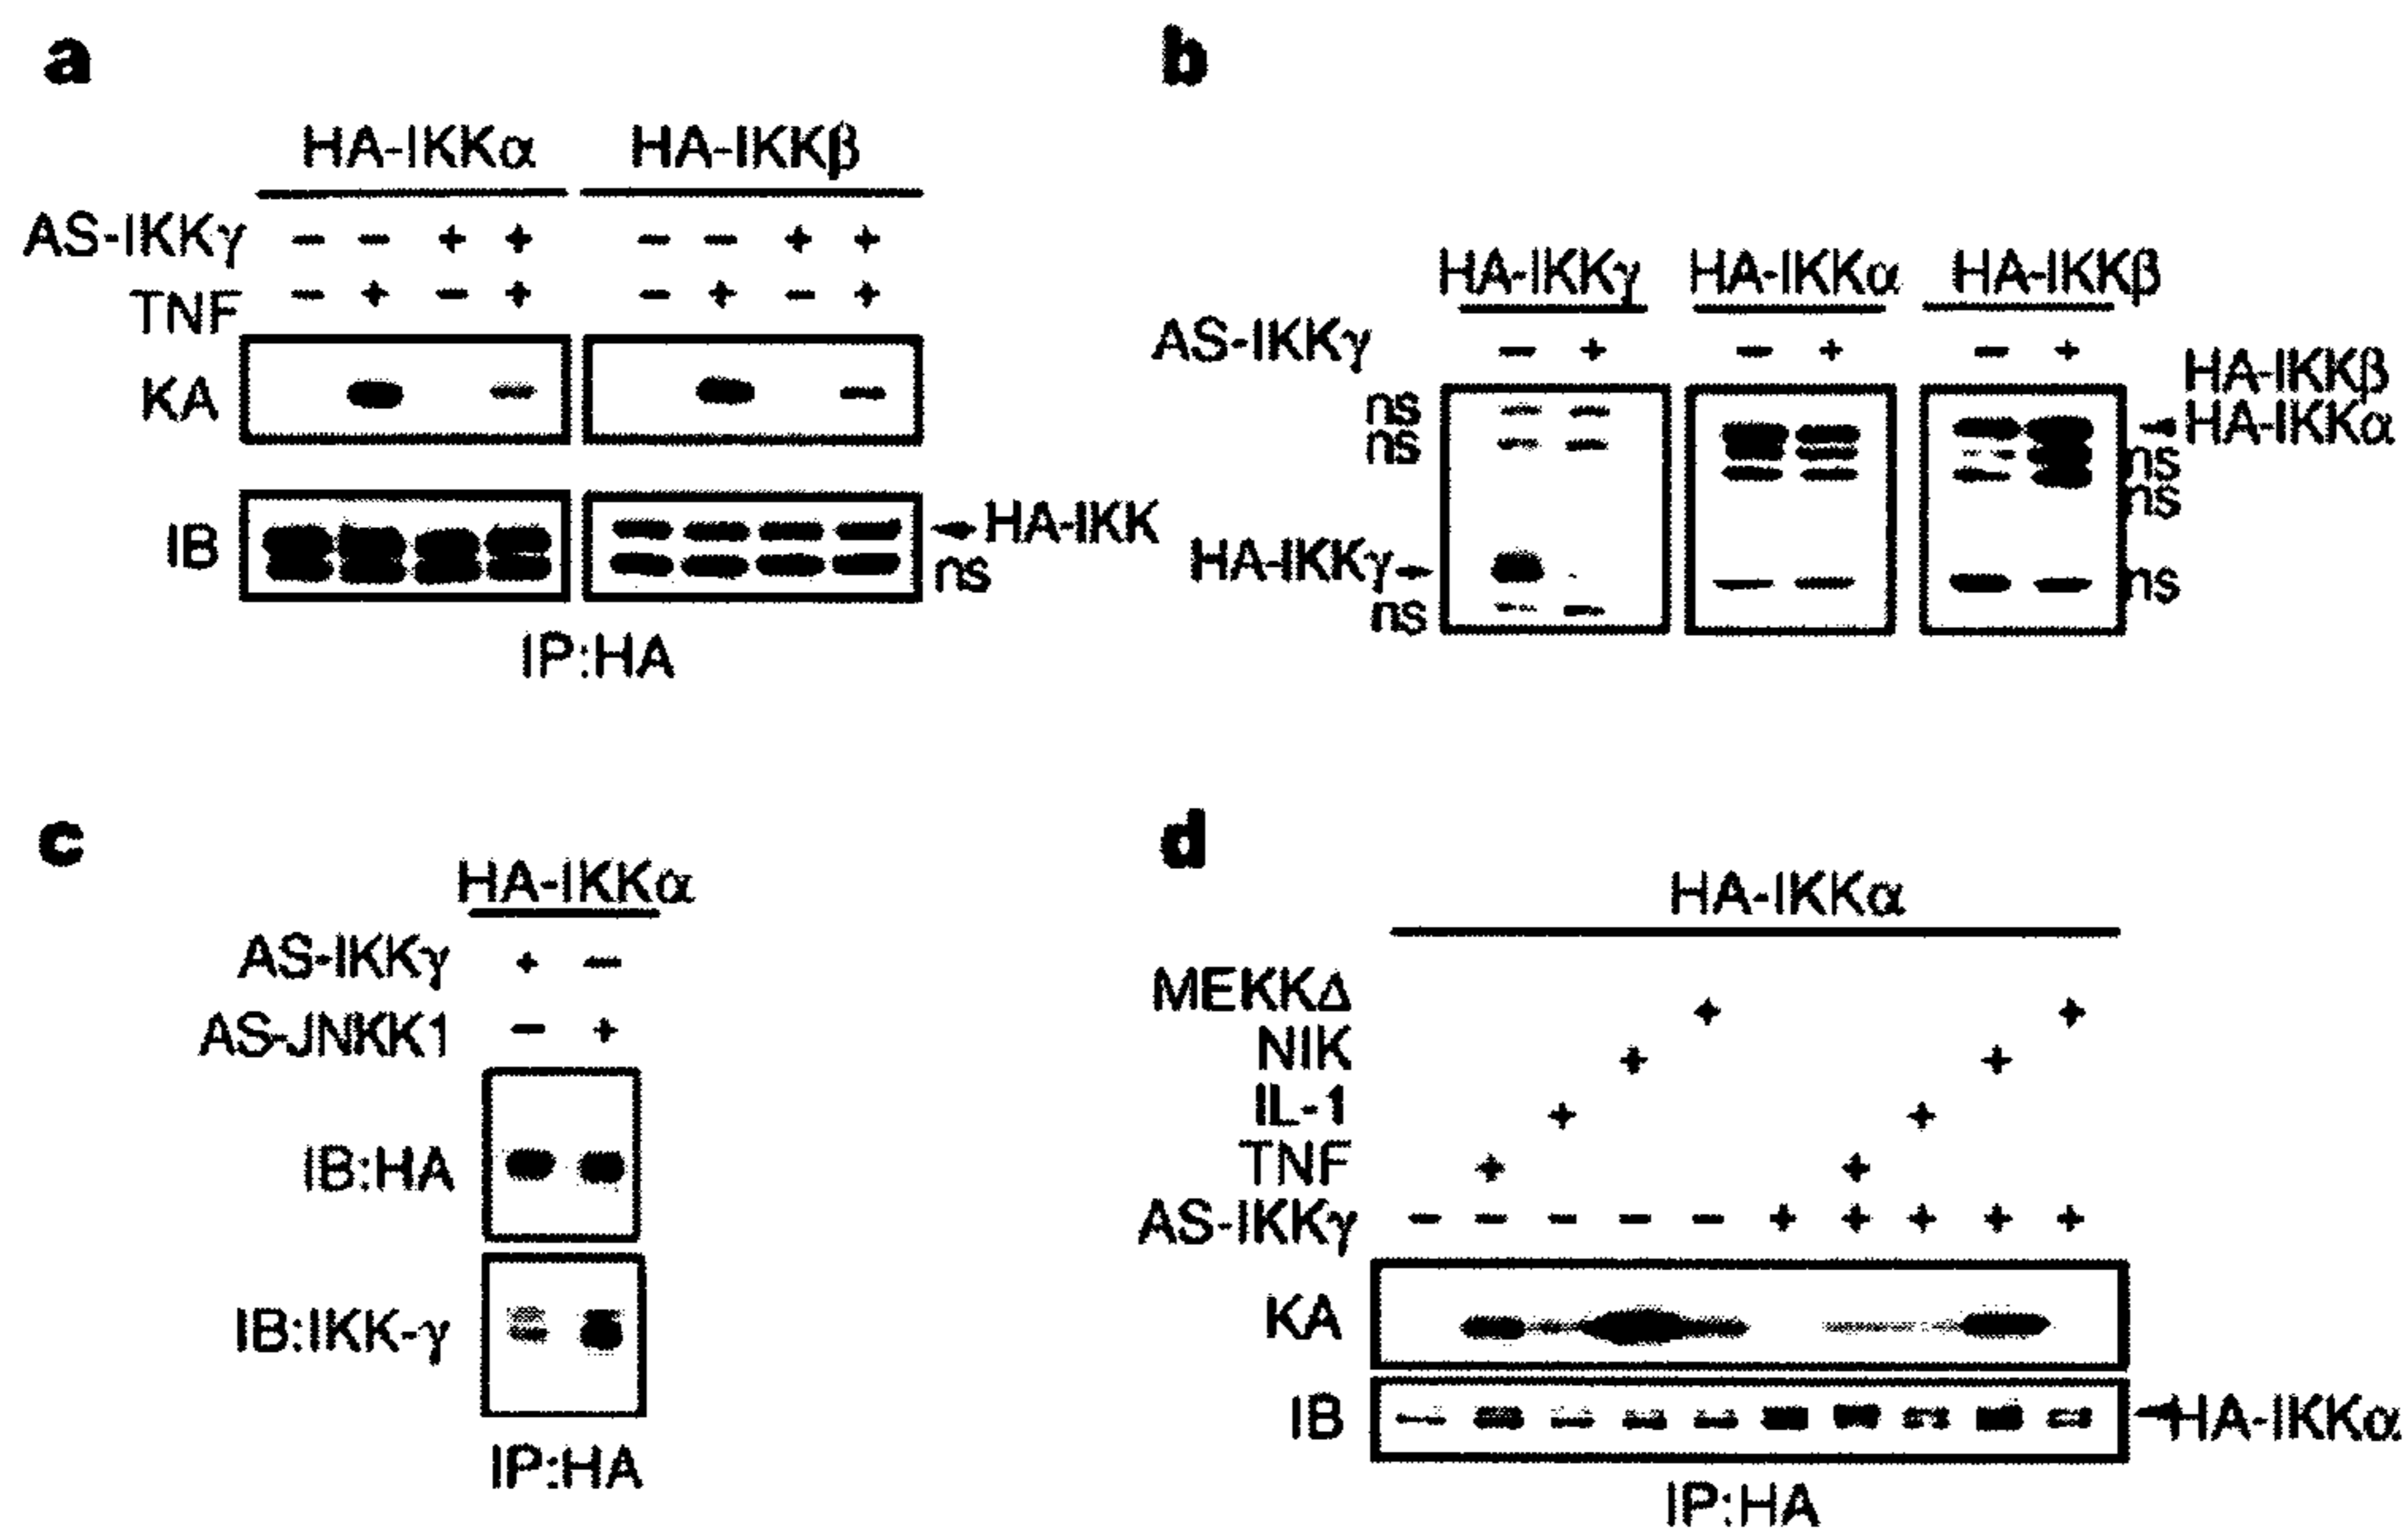 a
HA-IKKα HA-IKKβ
AS-IKKγ − − + + − − + +
TNF − + − + − + − +
KA
IB
HA-IKK
ns
IP:HA
b
HA-IKKγ HA-IKKα HA-IKKβ
AS-IKKγ − + − + − +
HA-IKKβ
HA-IKKα
ns
ns
ns
ns
HA-IKKγ
ns
ns
c
HA-IKKα
AS-IKKγ + −
AS-JNKK1 − +
IB:HA
IB:IKK-γ
IP:HA
d
HA-IKKα
MEKKΔ + +
NIK + +
IL-1 + +
TNF + +
AS-IKKγ − − − − − + + + + +
KA
IB
HA-IKKα
IP:HA